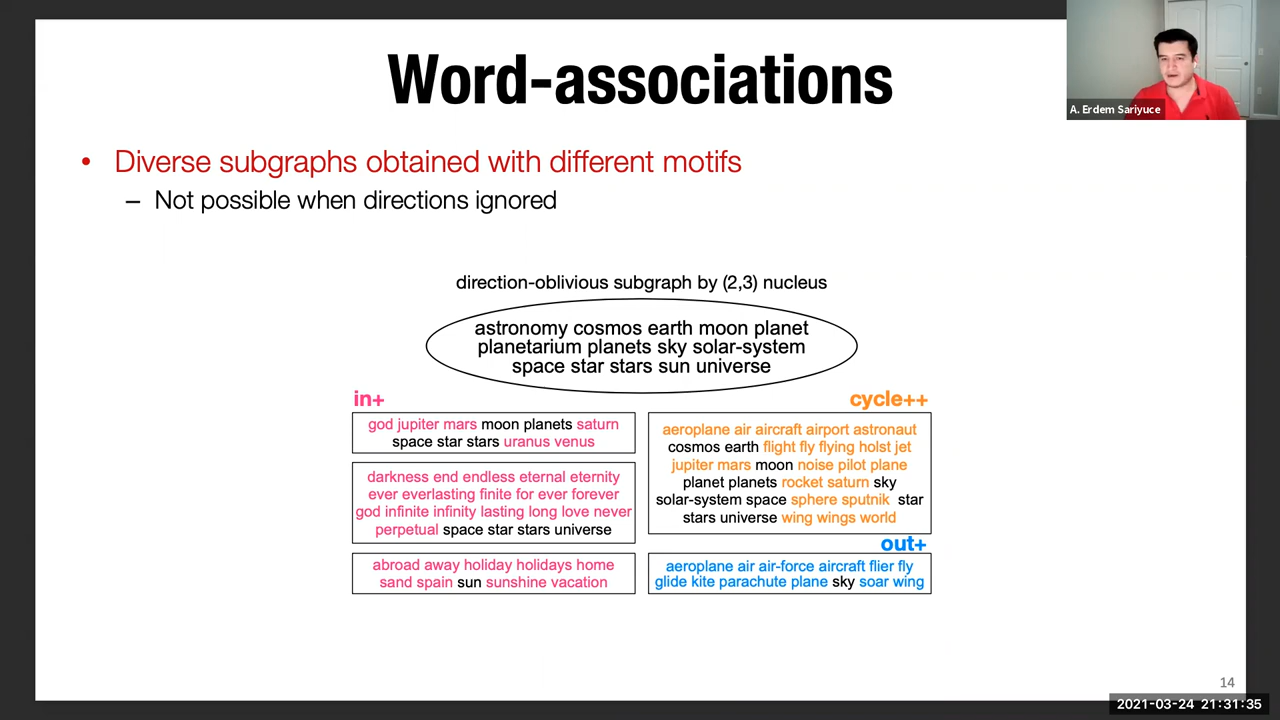 Word-associations
A. Erdem Sariyuce
• Diverse subgraphs obtained with different motifs
– Not possible when directions ignored
direction-oblivious subgraph by (2,3) nucleus
astronomy cosmos earth moon planet
planetarium planets sky solar-system
space star stars sun universe
in+
god jupiter mars moon planets saturn
space star stars uranus venus
darkness end endless eternal eternity
ever everlasting finite for ever forever
god infinite infinity lasting long love never
perpetual space star stars universe
abroad away holiday holidays home
sand spain sun sunshine vacation
cycle++
aeroplane air aircraft airport astronaut
cosmos earth flight fly flying holst jet
jupiter mars moon noise pilot plane
planet planets rocket saturn sky
solar-system space sphere sputnik star
stars universe wing wings world
out+
aeroplane air air-force aircraft flier fly
glide kite parachute plane sky soar wing
14
2021-03-24 21:31:35